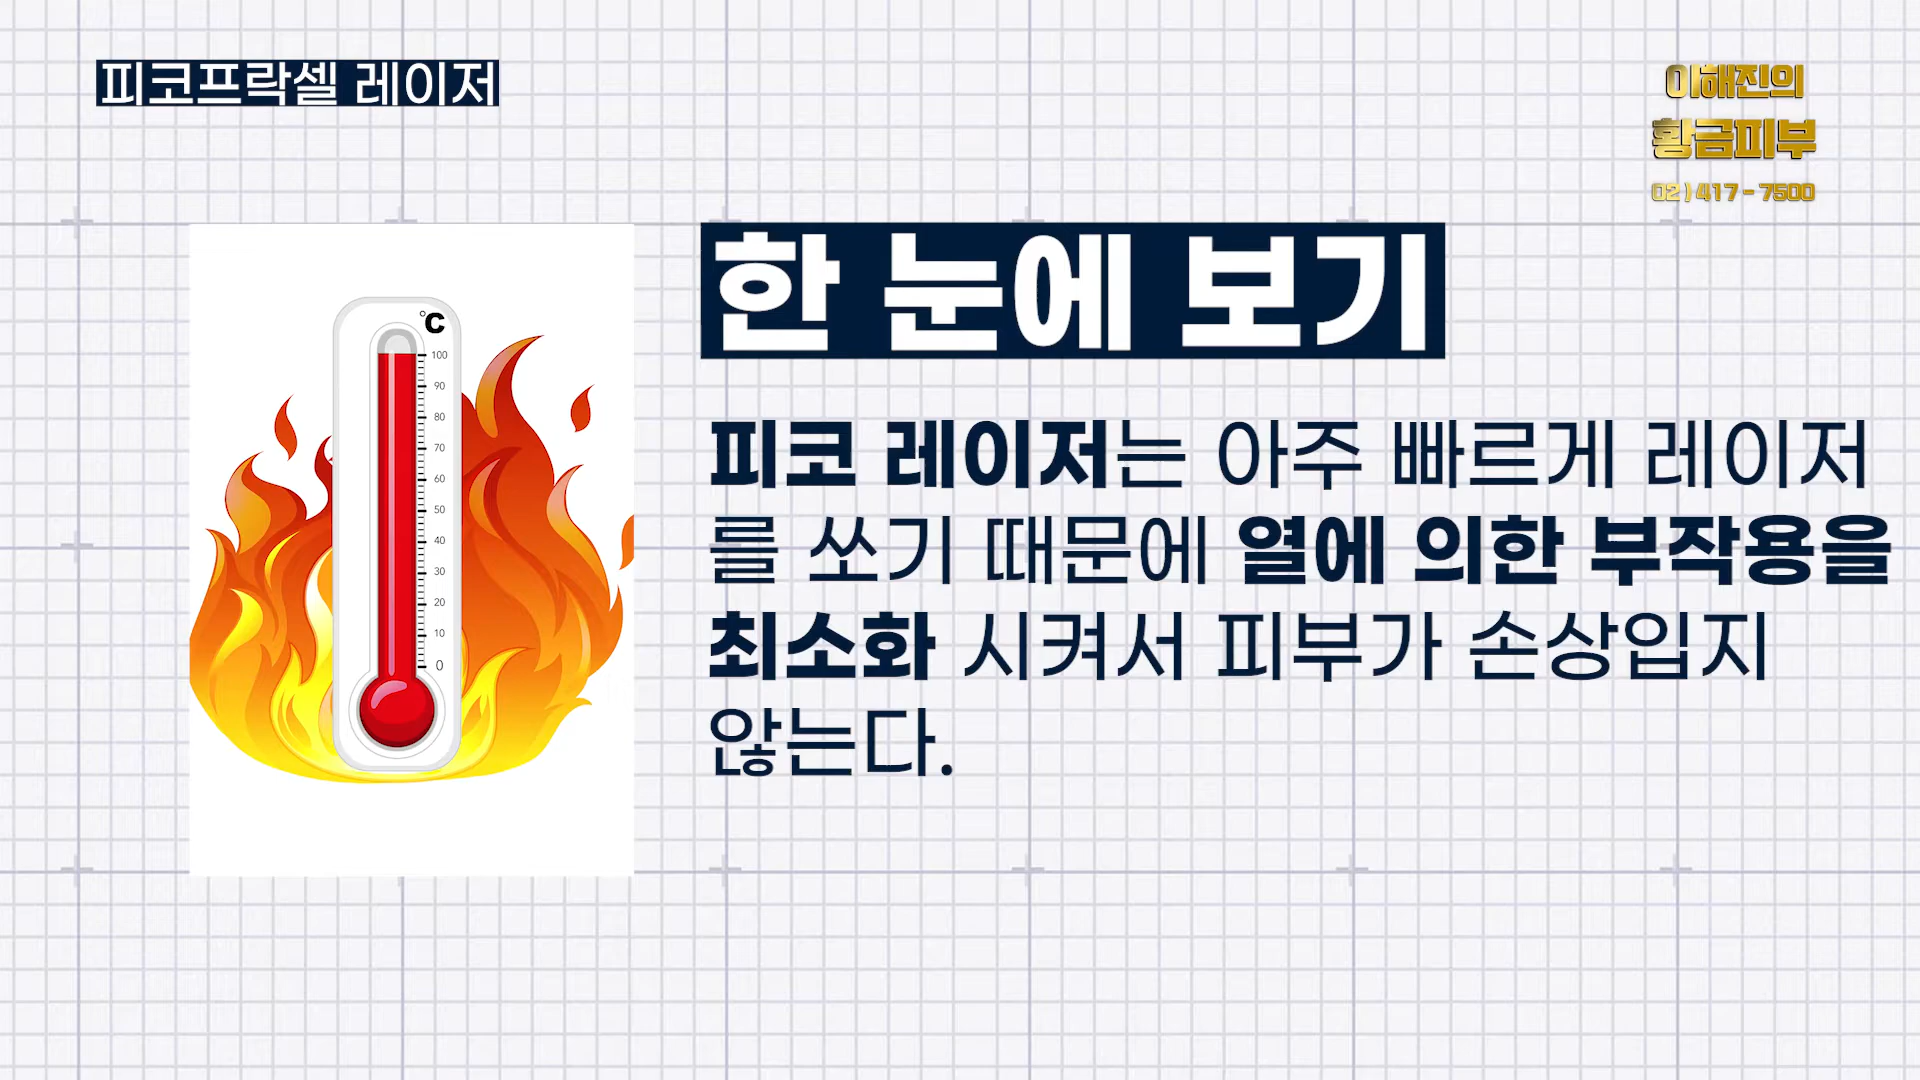 피코프락셀 레이저
이해진의
황금피부
02)417-7500
한 눈에 보기
피코 레이저는 아주 빠르게 레이저
를 쏘기 때문에 열에 의한 부작용을
최소화 시켜서 피부가 손상입지
않는다.
°C
100
90
80
70
60
50
40
30
20
10
0